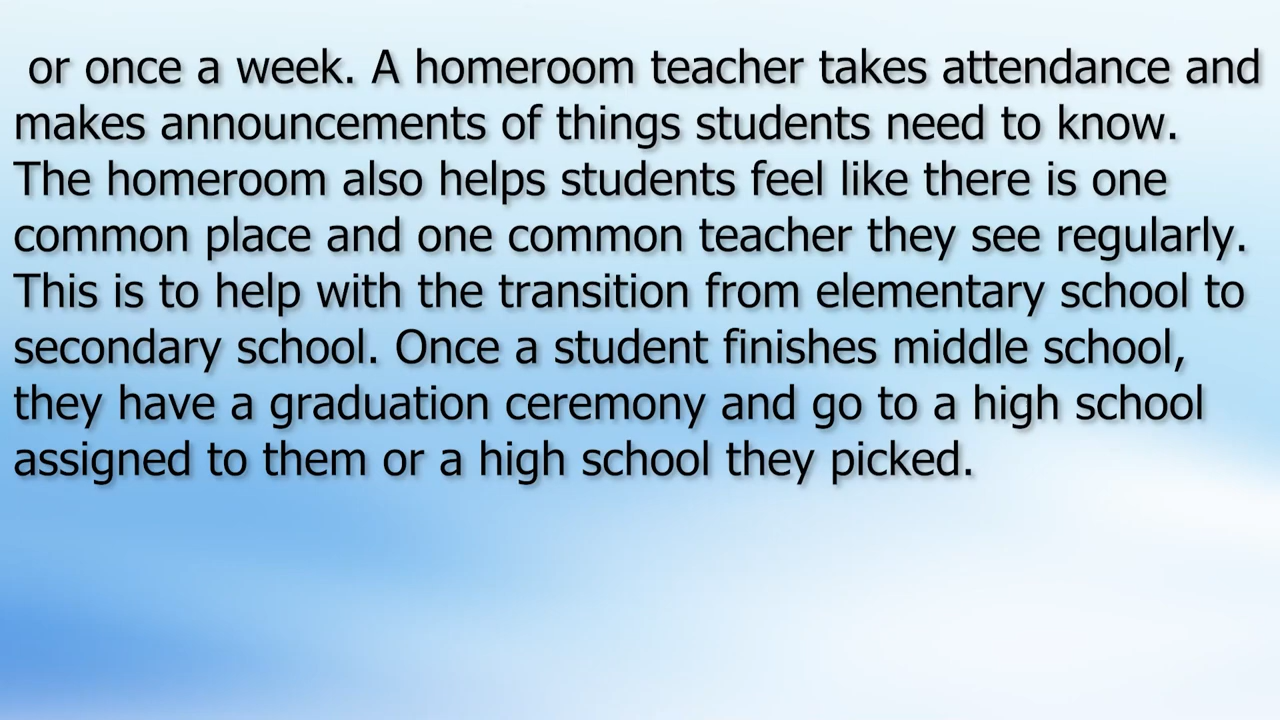 or once a week. A homeroom teacher takes attendance and
makes announcements of things students need to know.
The homeroom also helps students feel like there is one
common place and one common teacher they see regularly.
This is to help with the transition from elementary school to
secondary school. Once a student finishes middle school,
they have a graduation ceremony and go to a high school
assigned to them or a high school they picked.